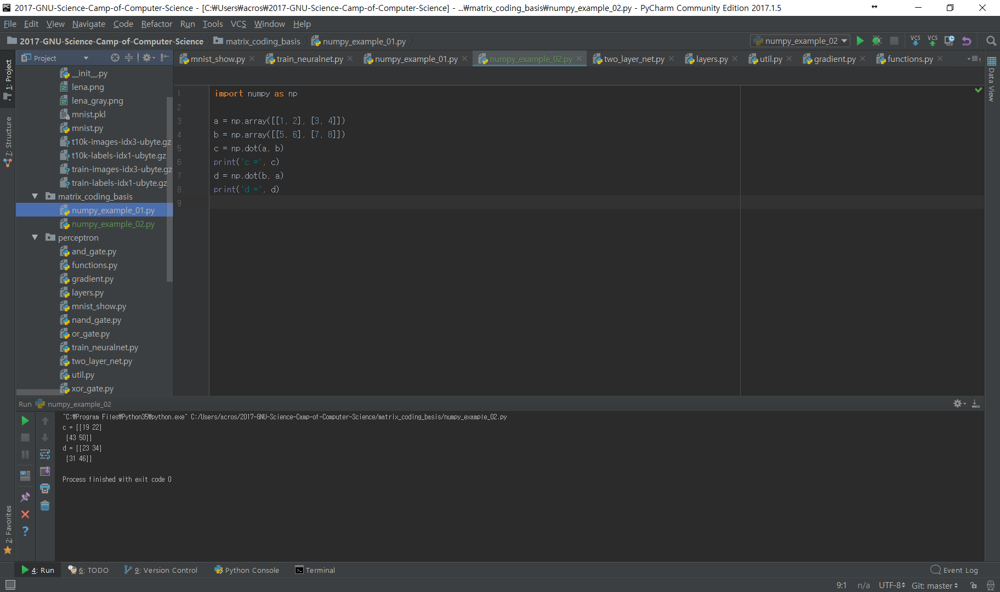 2017-GNU-Science-Camp-of-Computer-Science - [C:₩Users₩acros₩2017-GNU-Science-Camp-of-Computer-Science] - ...₩matrix_coding_basis₩numpy_example_02.py - PyCharm Community Edition 2017.1.5
File Edit View Navigate Code Refactor Run Tools VCS Window Help
2017-GNU-Science-Camp-of-Computer-Science matrix_coding_basis numpy_example_01.py numpy_example_02 VCS VCS
Project
mnist_show.py train_neuralnet.py numpy_example_01.py numpy_example_02.py two_layer_net.py layers.py util.py gradient.py functions.py
1: Project
7: Structure
2: Favorites
Data View
__init__.py
lena.png
lena_gray.png
mnist.pkl
mnist.py
t10k-images-idx3-ubyte.gz
t10k-labels-idx1-ubyte.gz
train-images-idx3-ubyte.gz
train-labels-idx1-ubyte.gz
matrix_coding_basis
numpy_example_01.py
numpy_example_02.py
perceptron
and_gate.py
functions.py
gradient.py
layers.py
mnist_show.py
nand_gate.py
or_gate.py
train_neuralnet.py
two_layer_net.py
util.py
xor_gate.py
1 import numpy as np
2
3 a = np.array([[1, 2], [3, 4]])
4 b = np.array([[5, 6], [7, 8]])
5 c = np.dot(a, b)
6 print('c =', c)
7 d = np.dot(b, a)
8 print('d =', d)
9
Run numpy_example_02
"C:₩Program Files₩Python35₩python.exe" C:/Users/acros/2017-GNU-Science-Camp-of-Computer-Science/matrix_coding_basis/numpy_example_02.py
c = [[19 22]
[43 50]]
d = [[23 34]
[31 46]]
Process finished with exit code 0
4: Run 6: TODO 9: Version Control Python Console Terminal Event Log
9:1 n/a UTF-8 Git: master